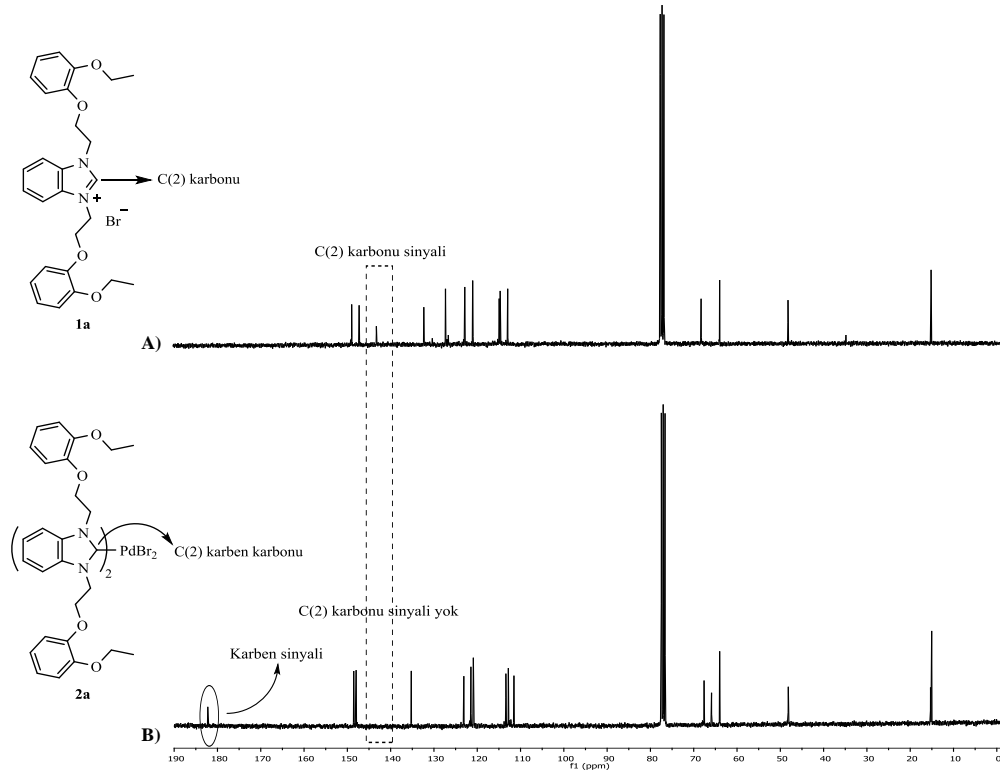 O
O
N
C(2) karbonu
N
+
Br−
O
O
1a
C(2) karbonu sinyali
A)
O
O
N
PdBr2
2
C(2) karben karbonu
N
C(2) karbonu sinyali yok
O
Karben sinyali
O
2a
B)
190 180 170 160 150 140 130 120 110 100 90 80 70 60 50 40 30 20 10 0
f1 (ppm)